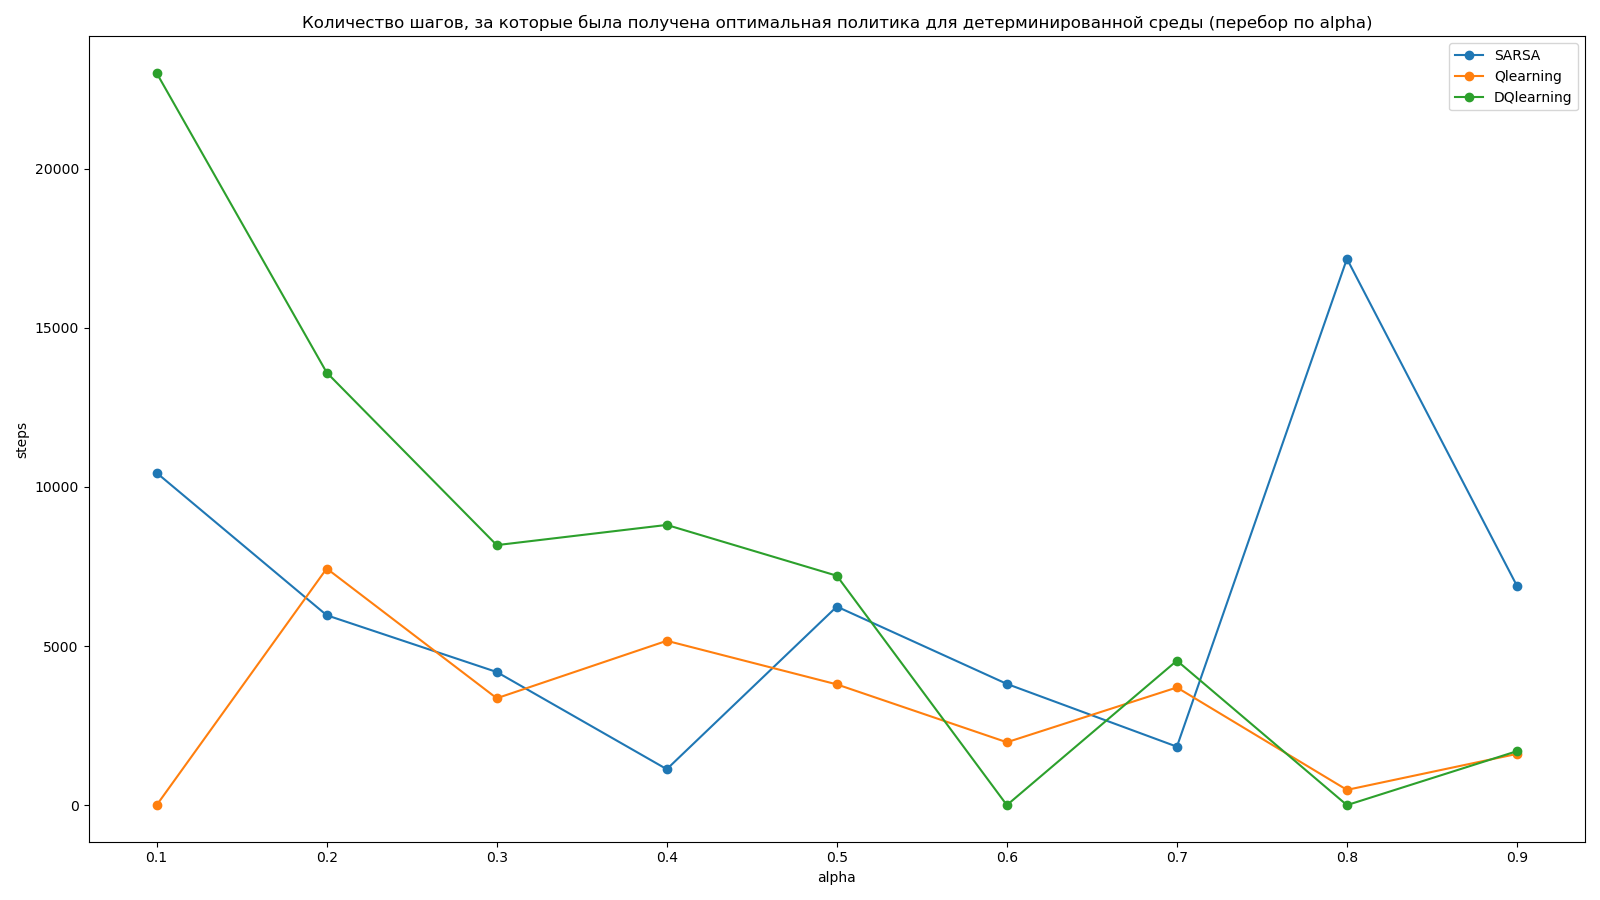 Количество шагов, за которые была получена оптимальная политика для детерминированной среды (перебор по alpha)
SARSA
Qlearning
DQlearning
20000
15000
10000
5000
0
steps
0.1 0.2 0.3 0.4 0.5 0.6 0.7 0.8 0.9
alpha